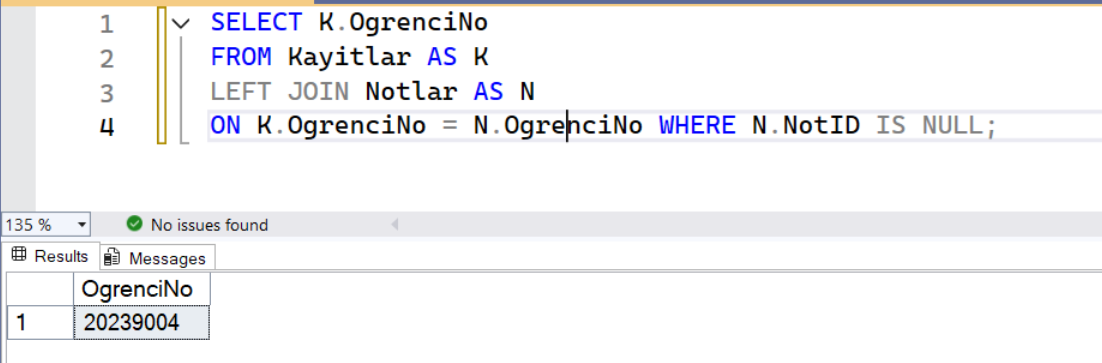 1 SELECT K.OgrenciNo
2 FROM Kayitlar AS K
3 LEFT JOIN Notlar AS N
4 ON K.OgrenciNo = N.OgrenciNo WHERE N.NotID IS NULL;
135 % No issues found
Results Messages
OgrenciNo
1 20239004